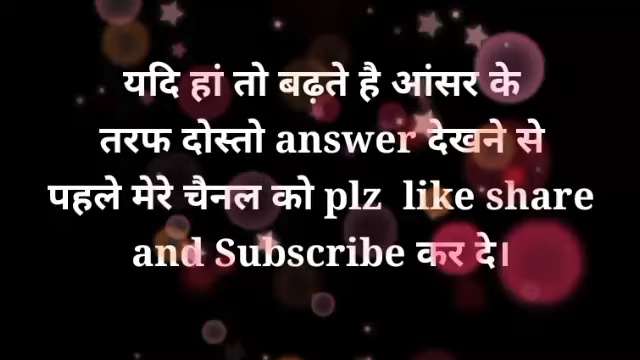 यदि हां तो बढ़ते है आंसर के
तरफ दोस्तो answer देखने से
पहले मेरे चैनल को plz like share
and Subscribe कर दे।